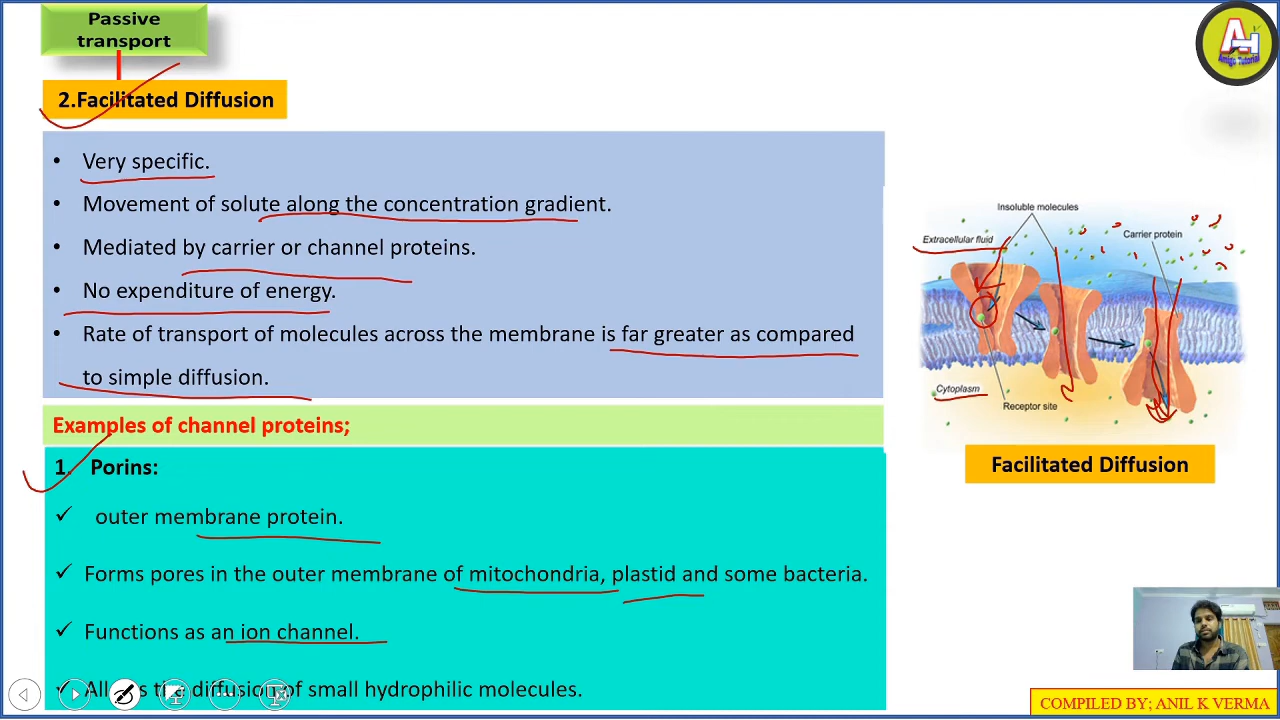 Passive
transport
2.Facilitated Diffusion
• Very specific.
• Movement of solute along the concentration gradient.
• Mediated by carrier or channel proteins.
• No expenditure of energy.
• Rate of transport of molecules across the membrane is far greater as compared
to simple diffusion.
Examples of channel proteins;
1. Porins:
✓ outer membrane protein.
✓ Forms pores in the outer membrane of mitochondria, plastid and some bacteria.
✓ Functions as an ion channel.
✓ Allows the diffusion of small hydrophilic molecules.
Amigo Tutorial
Insoluble molecules
Extracellular fluid
Carrier protein
Cytoplasm
Receptor site
Facilitated Diffusion
COMPILED BY; ANIL K VERMA